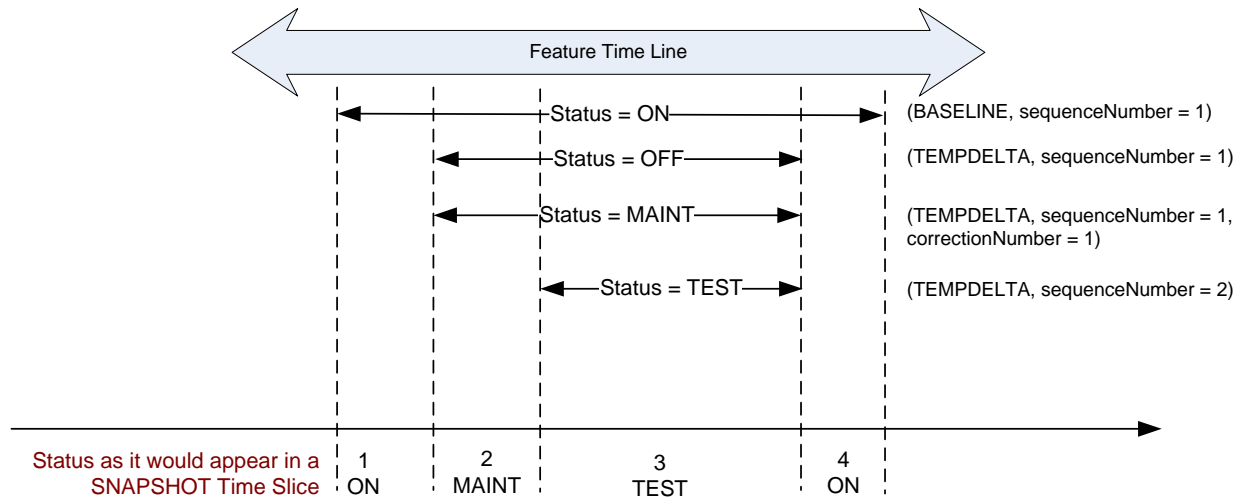 Feature Time Line
Status = ON
(BASELINE, sequenceNumber = 1)
Status = OFF
(TEMPDELTA, sequenceNumber = 1)
Status = MAINT
(TEMPDELTA, sequenceNumber = 1,
correctionNumber = 1)
Status = TEST
(TEMPDELTA, sequenceNumber = 2)
Status as it would appear in a
SNAPSHOT Time Slice
1
ON
2
MAINT
3
TEST
4
ON